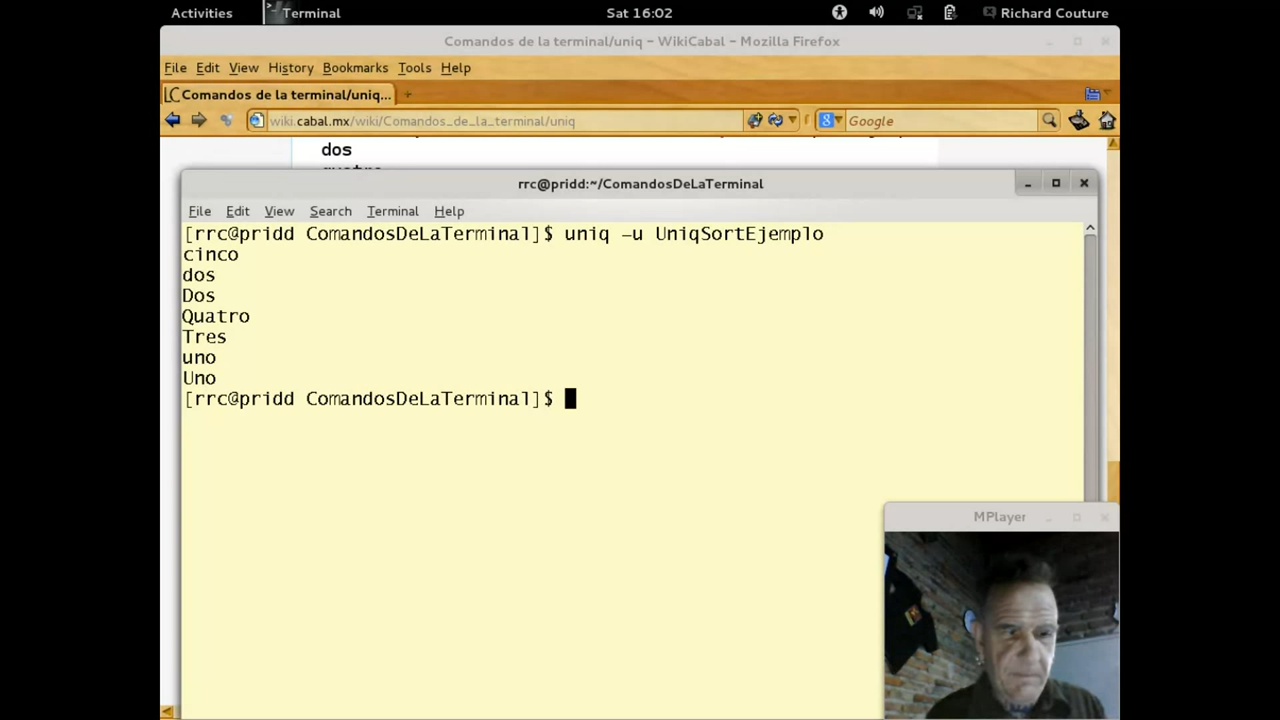 Activities Terminal Sat 16:02 Richard Couture
Comandos de la terminal/uniq – WikiCabal – Mozilla Firefox
File Edit View History Bookmarks Tools Help
Comandos de la terminal/uniq...
wiki.cabal.mx/wiki/Comandos_de_la_terminal/uniq Google
dos
rrc@pridd:~/ComandosDeLaTerminal
File Edit View Search Terminal Help
[rrc@pridd ComandosDeLaTerminal]$ uniq –u UniqSortEjemplo
cinco
dos
Dos
Quatro
Tres
uno
Uno
[rrc@pridd ComandosDeLaTerminal]$
MPlayer